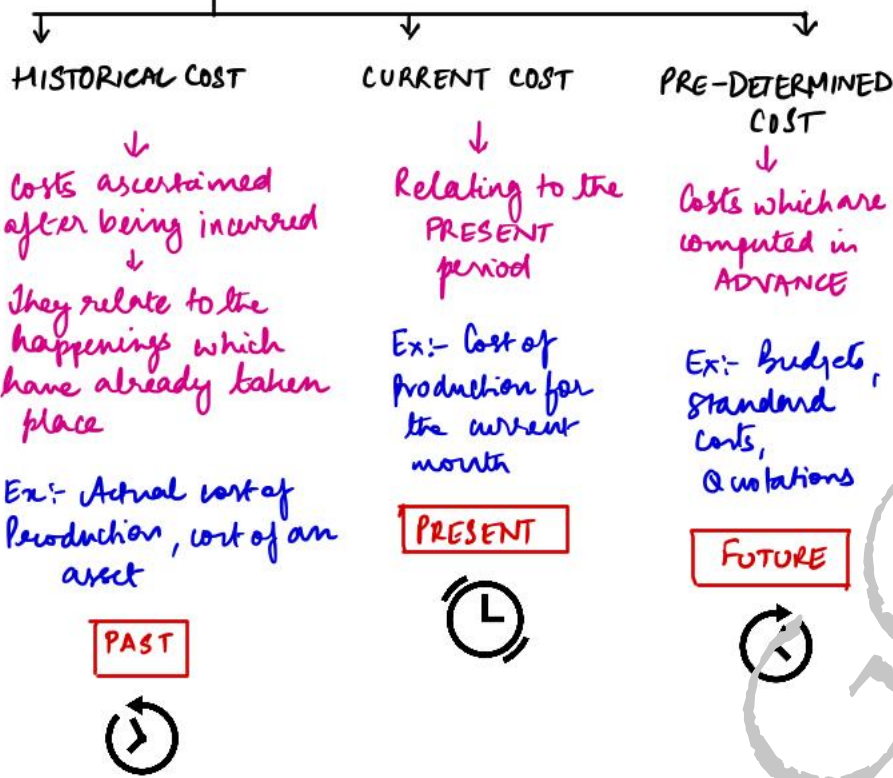 HISTORICAL COST
Costs ascertained
after being incurred
They relate to the
happenings which
have already taken
place
Ex:- Actual cost of
Production, cost of an
asset
PAST
CURRENT COST
Relating to the
PRESENT
period
Ex:- Cost of
Production for
the current
month
PRESENT
PRE-DETERMINED
COST
Costs which are
computed in
ADVANCE
Ex:- Budgets,
Standard
Costs,
Quotations
FUTURE